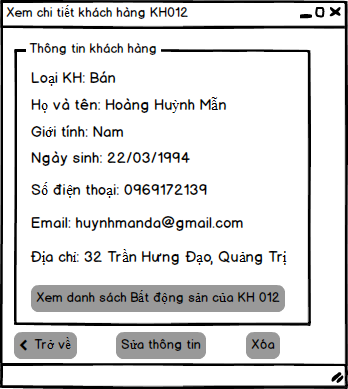 Xem chi tiết khách hàng KH012
Thông tin khách hàng
Loại KH: Bán
Họ và tên: Hoàng Huỳnh Mẫn
Giới tính: Nam
Ngày sinh: 22/03/1994
Số điện thoại: 0969172139
Email: huynhmanda@gmail.com
Địa chỉ: 32 Trần Hưng Đạo, Quảng Trị
Xem danh sách Bất động sản của KH 012
Trở về
Sửa thông tin
Xóa